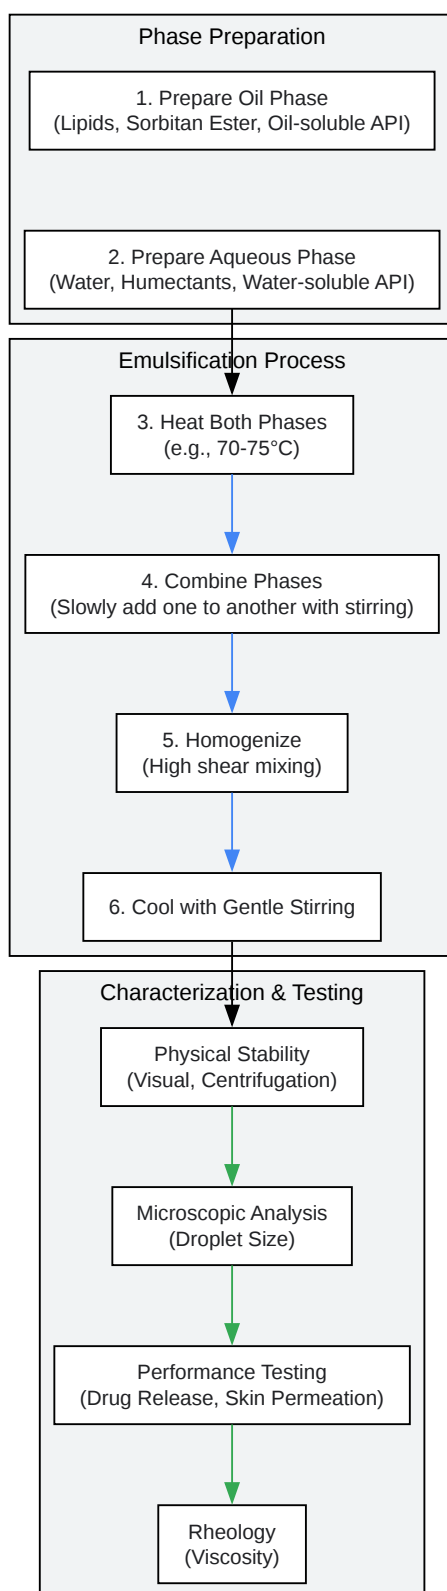 Phase Preparation
1. Prepare Oil Phase
(Lipids, Sorbitan Ester, Oil-soluble API)
2. Prepare Aqueous Phase
(Water, Humectants, Water-soluble API)
Emulsification Process
3. Heat Both Phases
(e.g., 70-75°C)
4. Combine Phases
(Slowly add one to another with stirring)
5. Homogenize
(High shear mixing)
6. Cool with Gentle Stirring
Characterization & Testing
Physical Stability
(Visual, Centrifugation)
Microscopic Analysis
(Droplet Size)
Performance Testing
(Drug Release, Skin Permeation)
Rheology
(Viscosity)